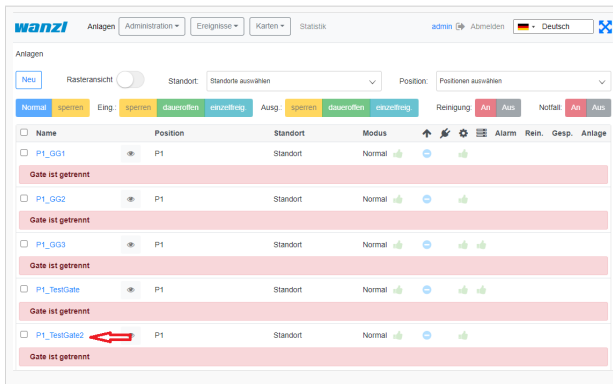 wanzl Anlagen Administration Ereignisse Karten Statistik admin Abmelden Deutsch
Anlagen
Neu Rasteransicht Standort: Standorte auswählen Position: Positionen auswählen
Normal sperren Eing.: sperren daueroffen einzelfreig. Ausg.: sperren daueroffen einzelfreig. Reinigung: An Aus Notfall: An Aus
Name Position Standort Modus Alarm Rein. Gesp. Anlage
P1_GG1 P1 Standort Normal
Gate ist getrennt
P1_GG2 P1 Standort Normal
Gate ist getrennt
P1_GG3 P1 Standort Normal
Gate ist getrennt
P1_TestGate P1 Standort Normal
Gate ist getrennt
P1_TestGate2 P1 Standort Normal
Gate ist getrennt